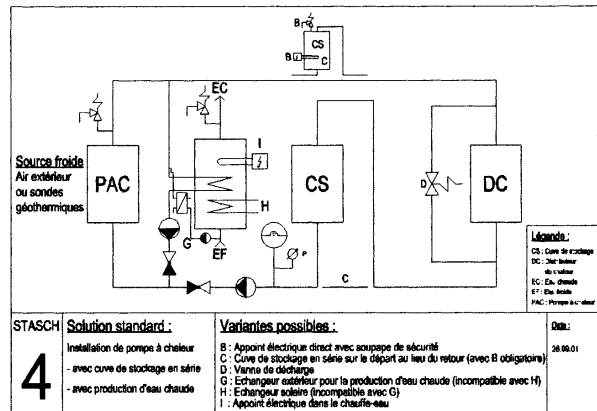 B
CS
B
C
EC
Source froide
Air extérieur
ou sondes
géothermiques
PAC
I
H
G
EF
CS
P
C
D
DC
Légende :
CS : Cuve de stockage
DC : Distributeur
de chaleur
EC : Eau chaude
EF : Eau froide
PAC : Pompe à chaleur
STASCH
4
Solution standard :
Installation de pompe à chaleur
- avec cuve de stockage en série
- avec production d'eau chaude
Variantes possibles :
B : Appoint électrique direct avec soupape de sécurité
C : Cuve de stockage en série sur le départ au lieu du retour (avec B obligatoire)
D : Vanne de décharge
G : Echangeur extérieur pour la production d'eau chaude (incompatible avec H)
H : Echangeur solaire (incompatible avec G)
I : Appoint électrique dans le chauffe-eau
Date :
26.09.01